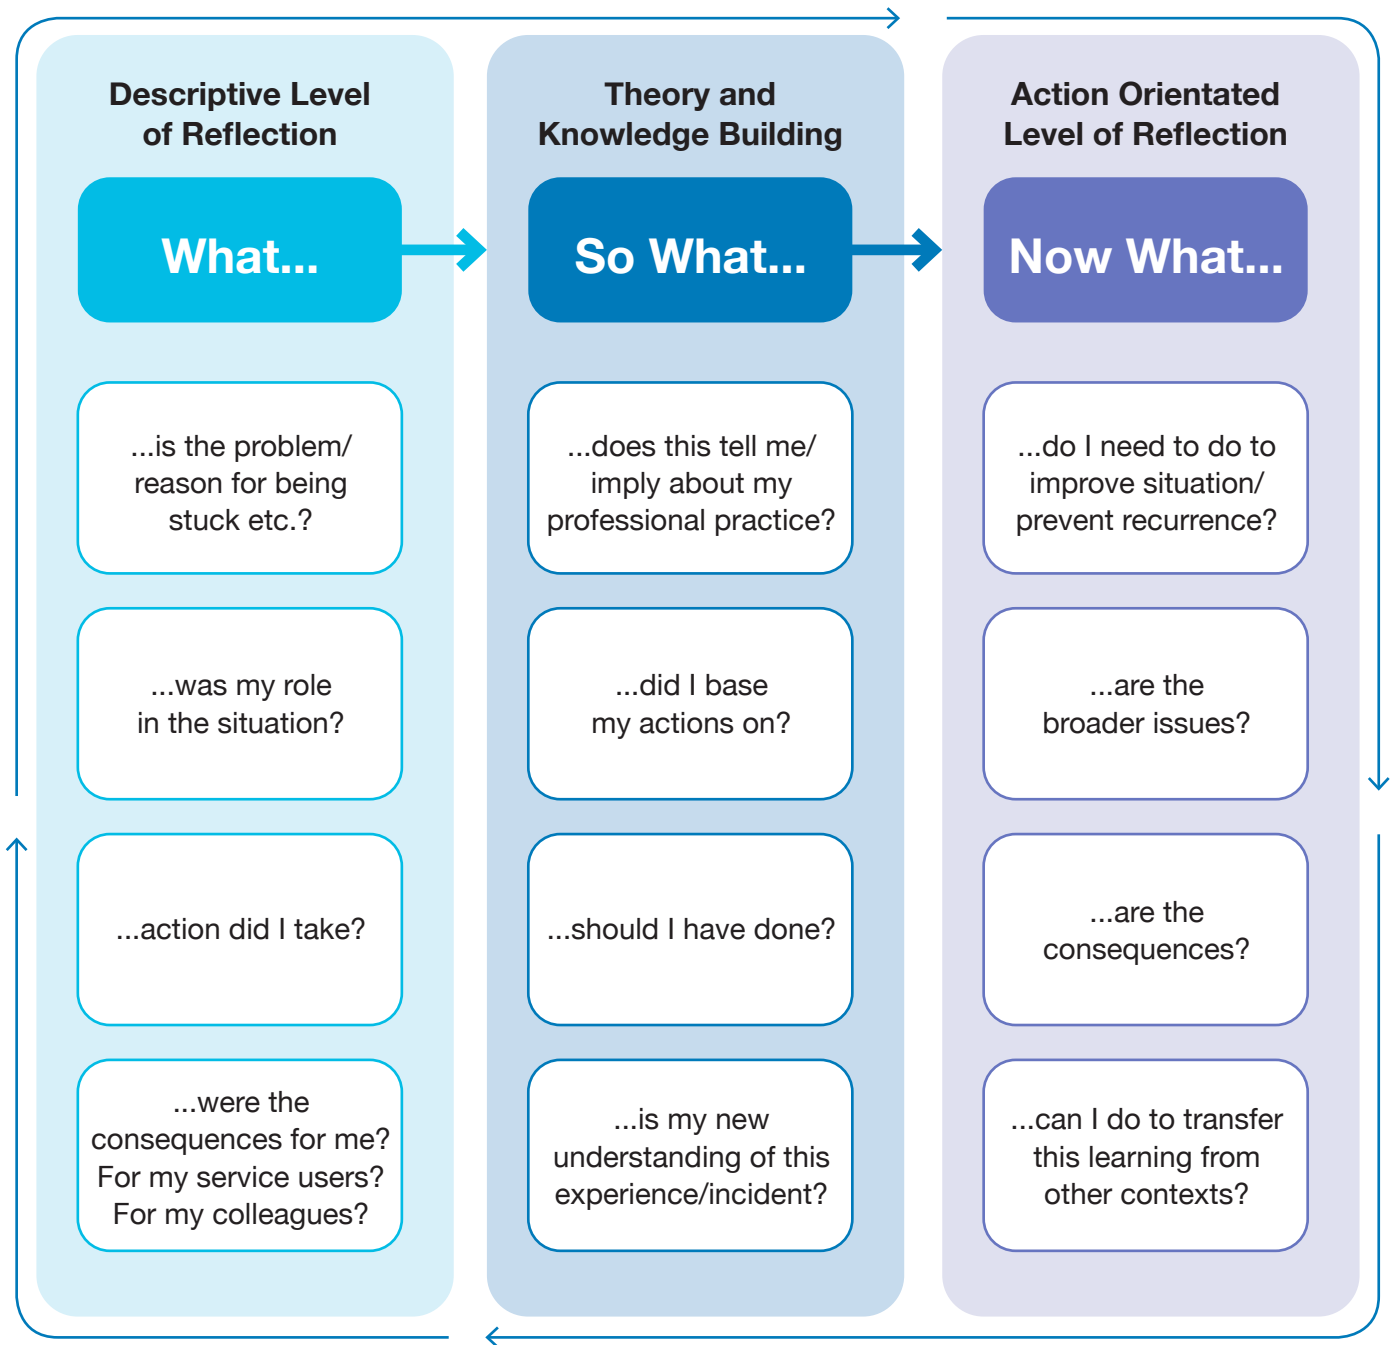 Descriptive Level
of Reflection
What...
...is the problem/
reason for being
stuck etc.?
...was my role
in the situation?
...action did I take?
...were the
consequences for me?
For my service users?
For my colleagues?
Theory and
Knowledge Building
So What...
...does this tell me/
imply about my
professional practice?
...did I base
my actions on?
...should I have done?
...is my new
understanding of this
experience/incident?
Action Orientated
Level of Reflection
Now What...
...do I need to do to
improve situation/
prevent recurrence?
...are the
broader issues?
...are the
consequences?
...can I do to transfer
this learning from
other contexts?